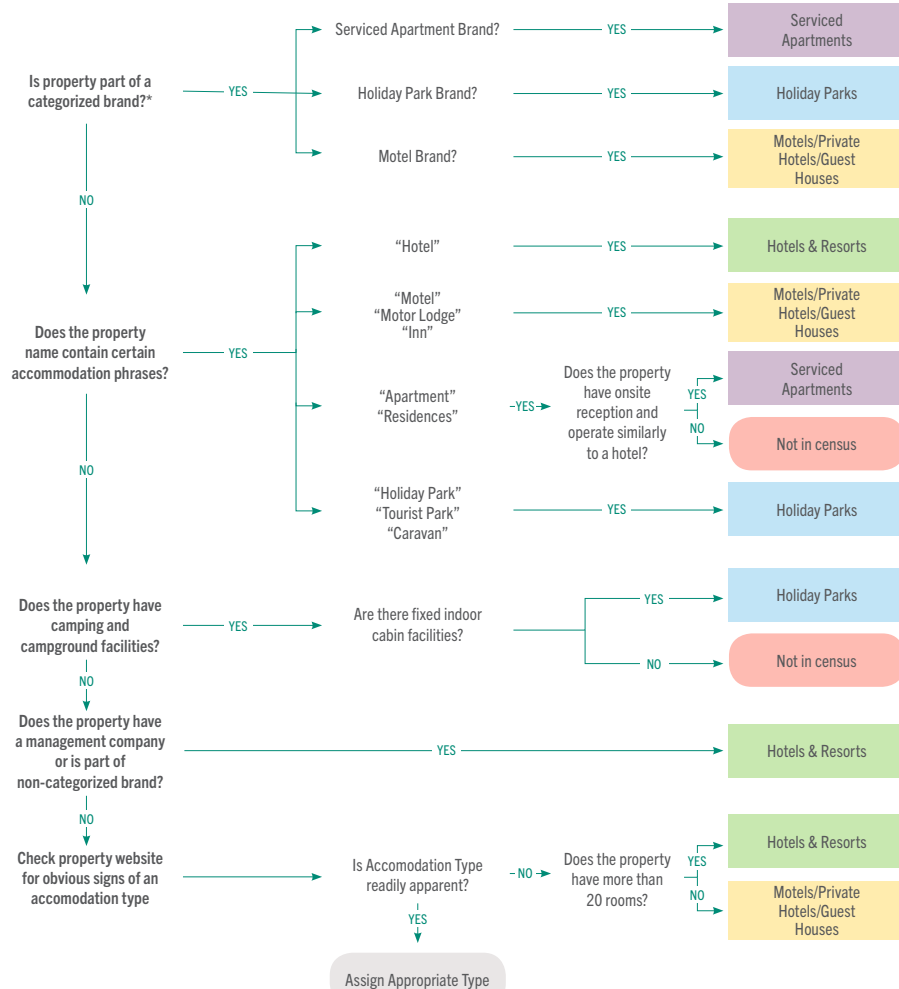 Is property part of a
categorized brand?*
YES
Serviced Apartment Brand?
YES
Serviced
Apartments
Holiday Park Brand?
YES
Holiday Parks
Motel Brand?
YES
Motels/Private
Hotels/Guest
Houses
NO
Does the property
name contain certain
accommodation phrases?
YES
“Hotel”
YES
Hotels & Resorts
“Motel”
“Motor Lodge”
“Inn”
YES
Motels/Private
Hotels/Guest
Houses
“Apartment”
“Residences”
YES
Does the property
have onsite
reception and
operate similarly
to a hotel?
YES
Serviced
Apartments
NO
Not in census
“Holiday Park”
“Tourist Park”
“Caravan”
YES
Holiday Parks
NO
Does the property have
camping and
campground facilities?
YES
Are there fixed indoor
cabin facilities?
YES
Holiday Parks
NO
Not in census
NO
Does the property have
a management company
or is part of
non-categorized brand?
YES
Hotels & Resorts
NO
Check property website
for obvious signs of an
accomodation type
Is Accomodation Type
readily apparent?
NO
Does the property
have more than
20 rooms?
YES
Hotels & Resorts
NO
Motels/Private
Hotels/Guest
Houses
YES
Assign Appropriate Type